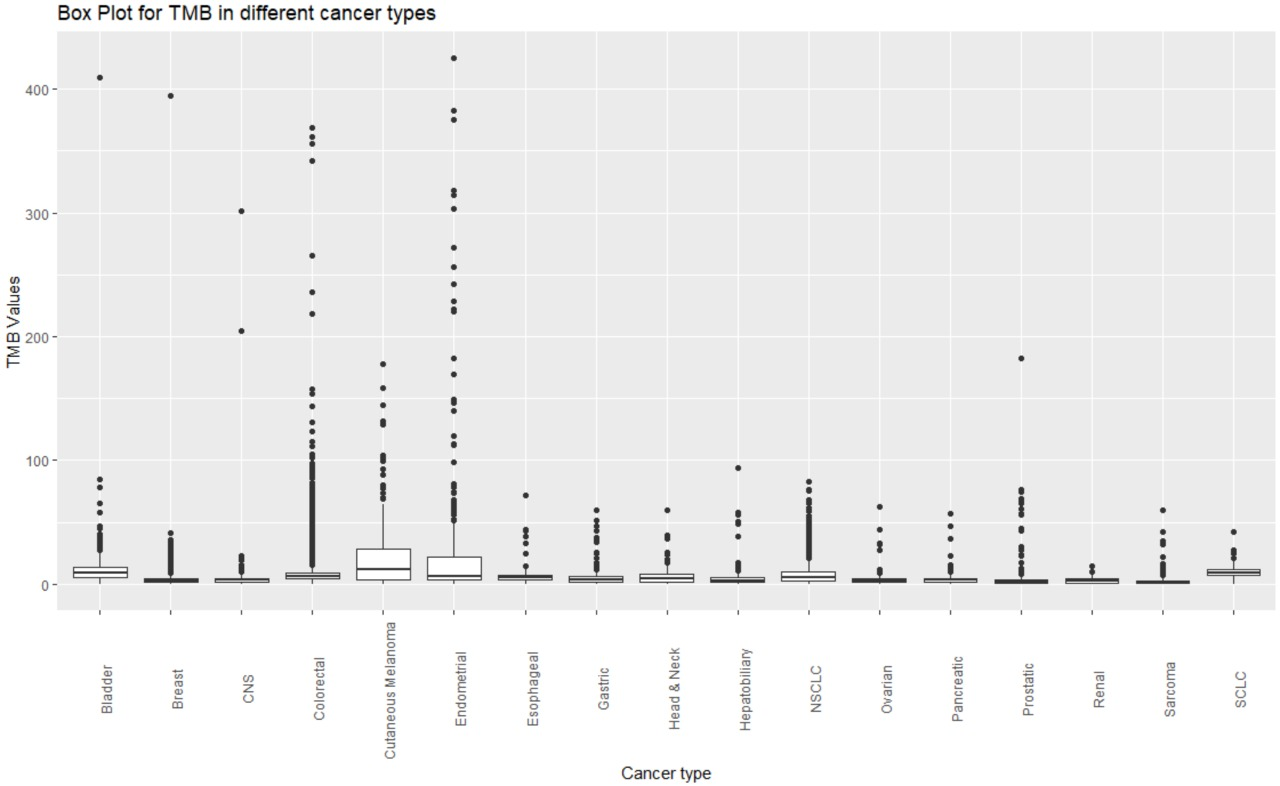 Box Plot for TMB in different cancer types
TMB Values
400
300
200
100
0
Bladder
Breast
CNS
Colorectal
Cutaneous Melanoma
Endometrial
Esophageal
Gastric
Head & Neck
Hepatobiliary
NSCLC
Ovarian
Pancreatic
Prostatic
Renal
Sarcoma
SCLC
Cancer type